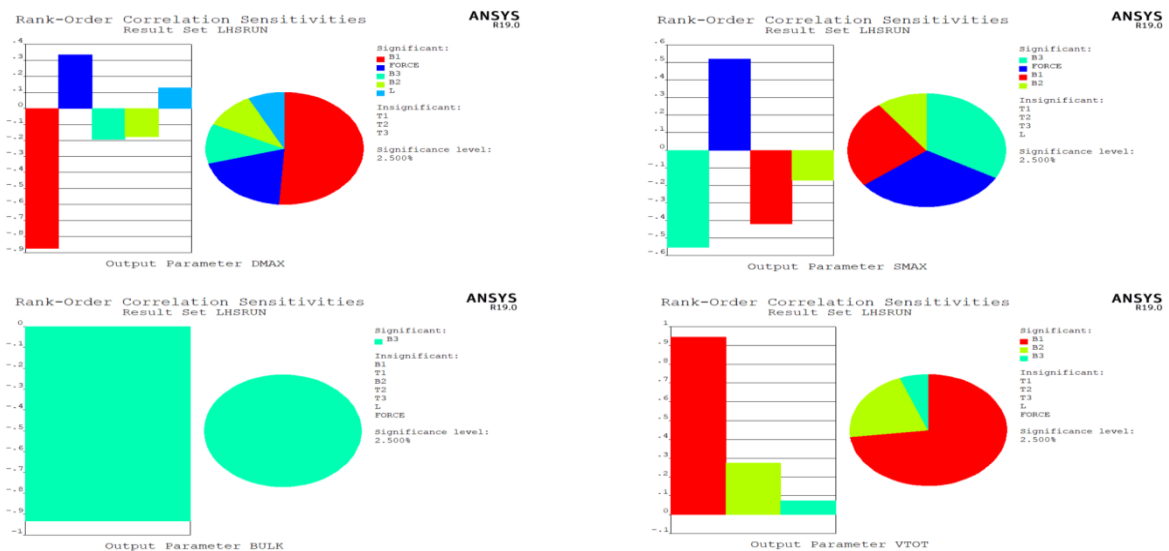 Rank-Order Correlation Sensitivities
Result Set LHSRUN
ANSYS
R19.0
.4
.3
.2
.1
0
-.1
-.2
-.3
-.4
-.5
-.6
-.7
-.8
-.9
Significant:
B1
FORCE
B3
B2
L
Insignificant:
T1
T2
T3
Significance level:
2.500%
Output Parameter DMAX
Rank-Order Correlation Sensitivities
Result Set LHSRUN
ANSYS
R19.0
.6
.5
.4
.3
.2
.1
0
-.1
-.2
-.3
-.4
-.5
-.6
Significant:
B3
FORCE
B1
B2
Insignificant:
T1
T2
T3
L
Significance level:
2.500%
Output Parameter SMAX
Rank-Order Correlation Sensitivities
Result Set LHSRUN
ANSYS
R19.0
0
-.1
-.2
-.3
-.4
-.5
-.6
-.7
-.8
-.9
-1
Significant:
B3
Insignificant:
B1
T1
B2
T2
T3
L
FORCE
Significance level:
2.500%
Output Parameter BULK
Rank-Order Correlation Sensitivities
Result Set LHSRUN
ANSYS
R19.0
1
.9
.8
.7
.6
.5
.4
.3
.2
.1
0
-.1
Significant:
B1
B2
B3
Insignificant:
T1
T2
T3
L
FORCE
Significance level:
2.500%
Output Parameter VTOT